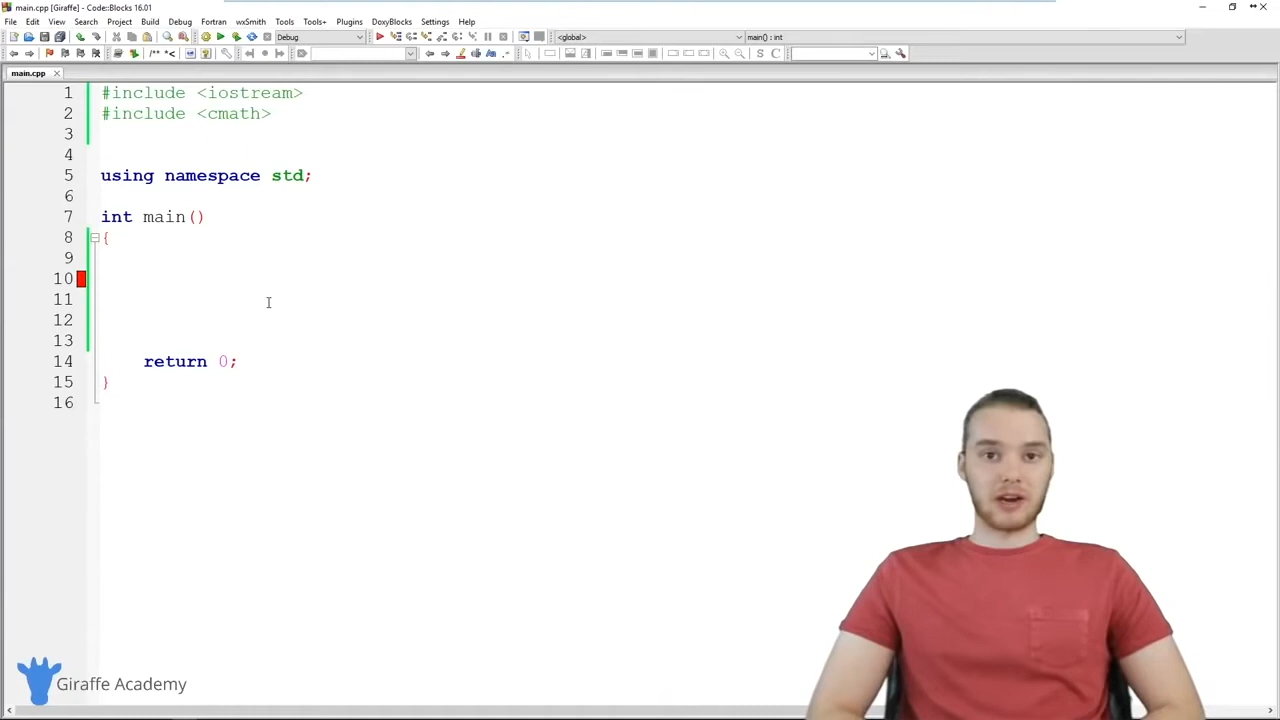 main.cpp [Giraffe] - Code::Blocks 16.01
File Edit View Search Project Build Debug Fortran wxSmith Tools Tools+ Plugins DoxyBlocks Settings Help
Debug <global> main() : int
/** *< S C
main.cpp
1 #include <iostream>
2 #include <cmath>
3
4
5 using namespace std;
6
7 int main()
8 {
9
10
11
12
13
14 return 0;
15 }
16
Giraffe Academy